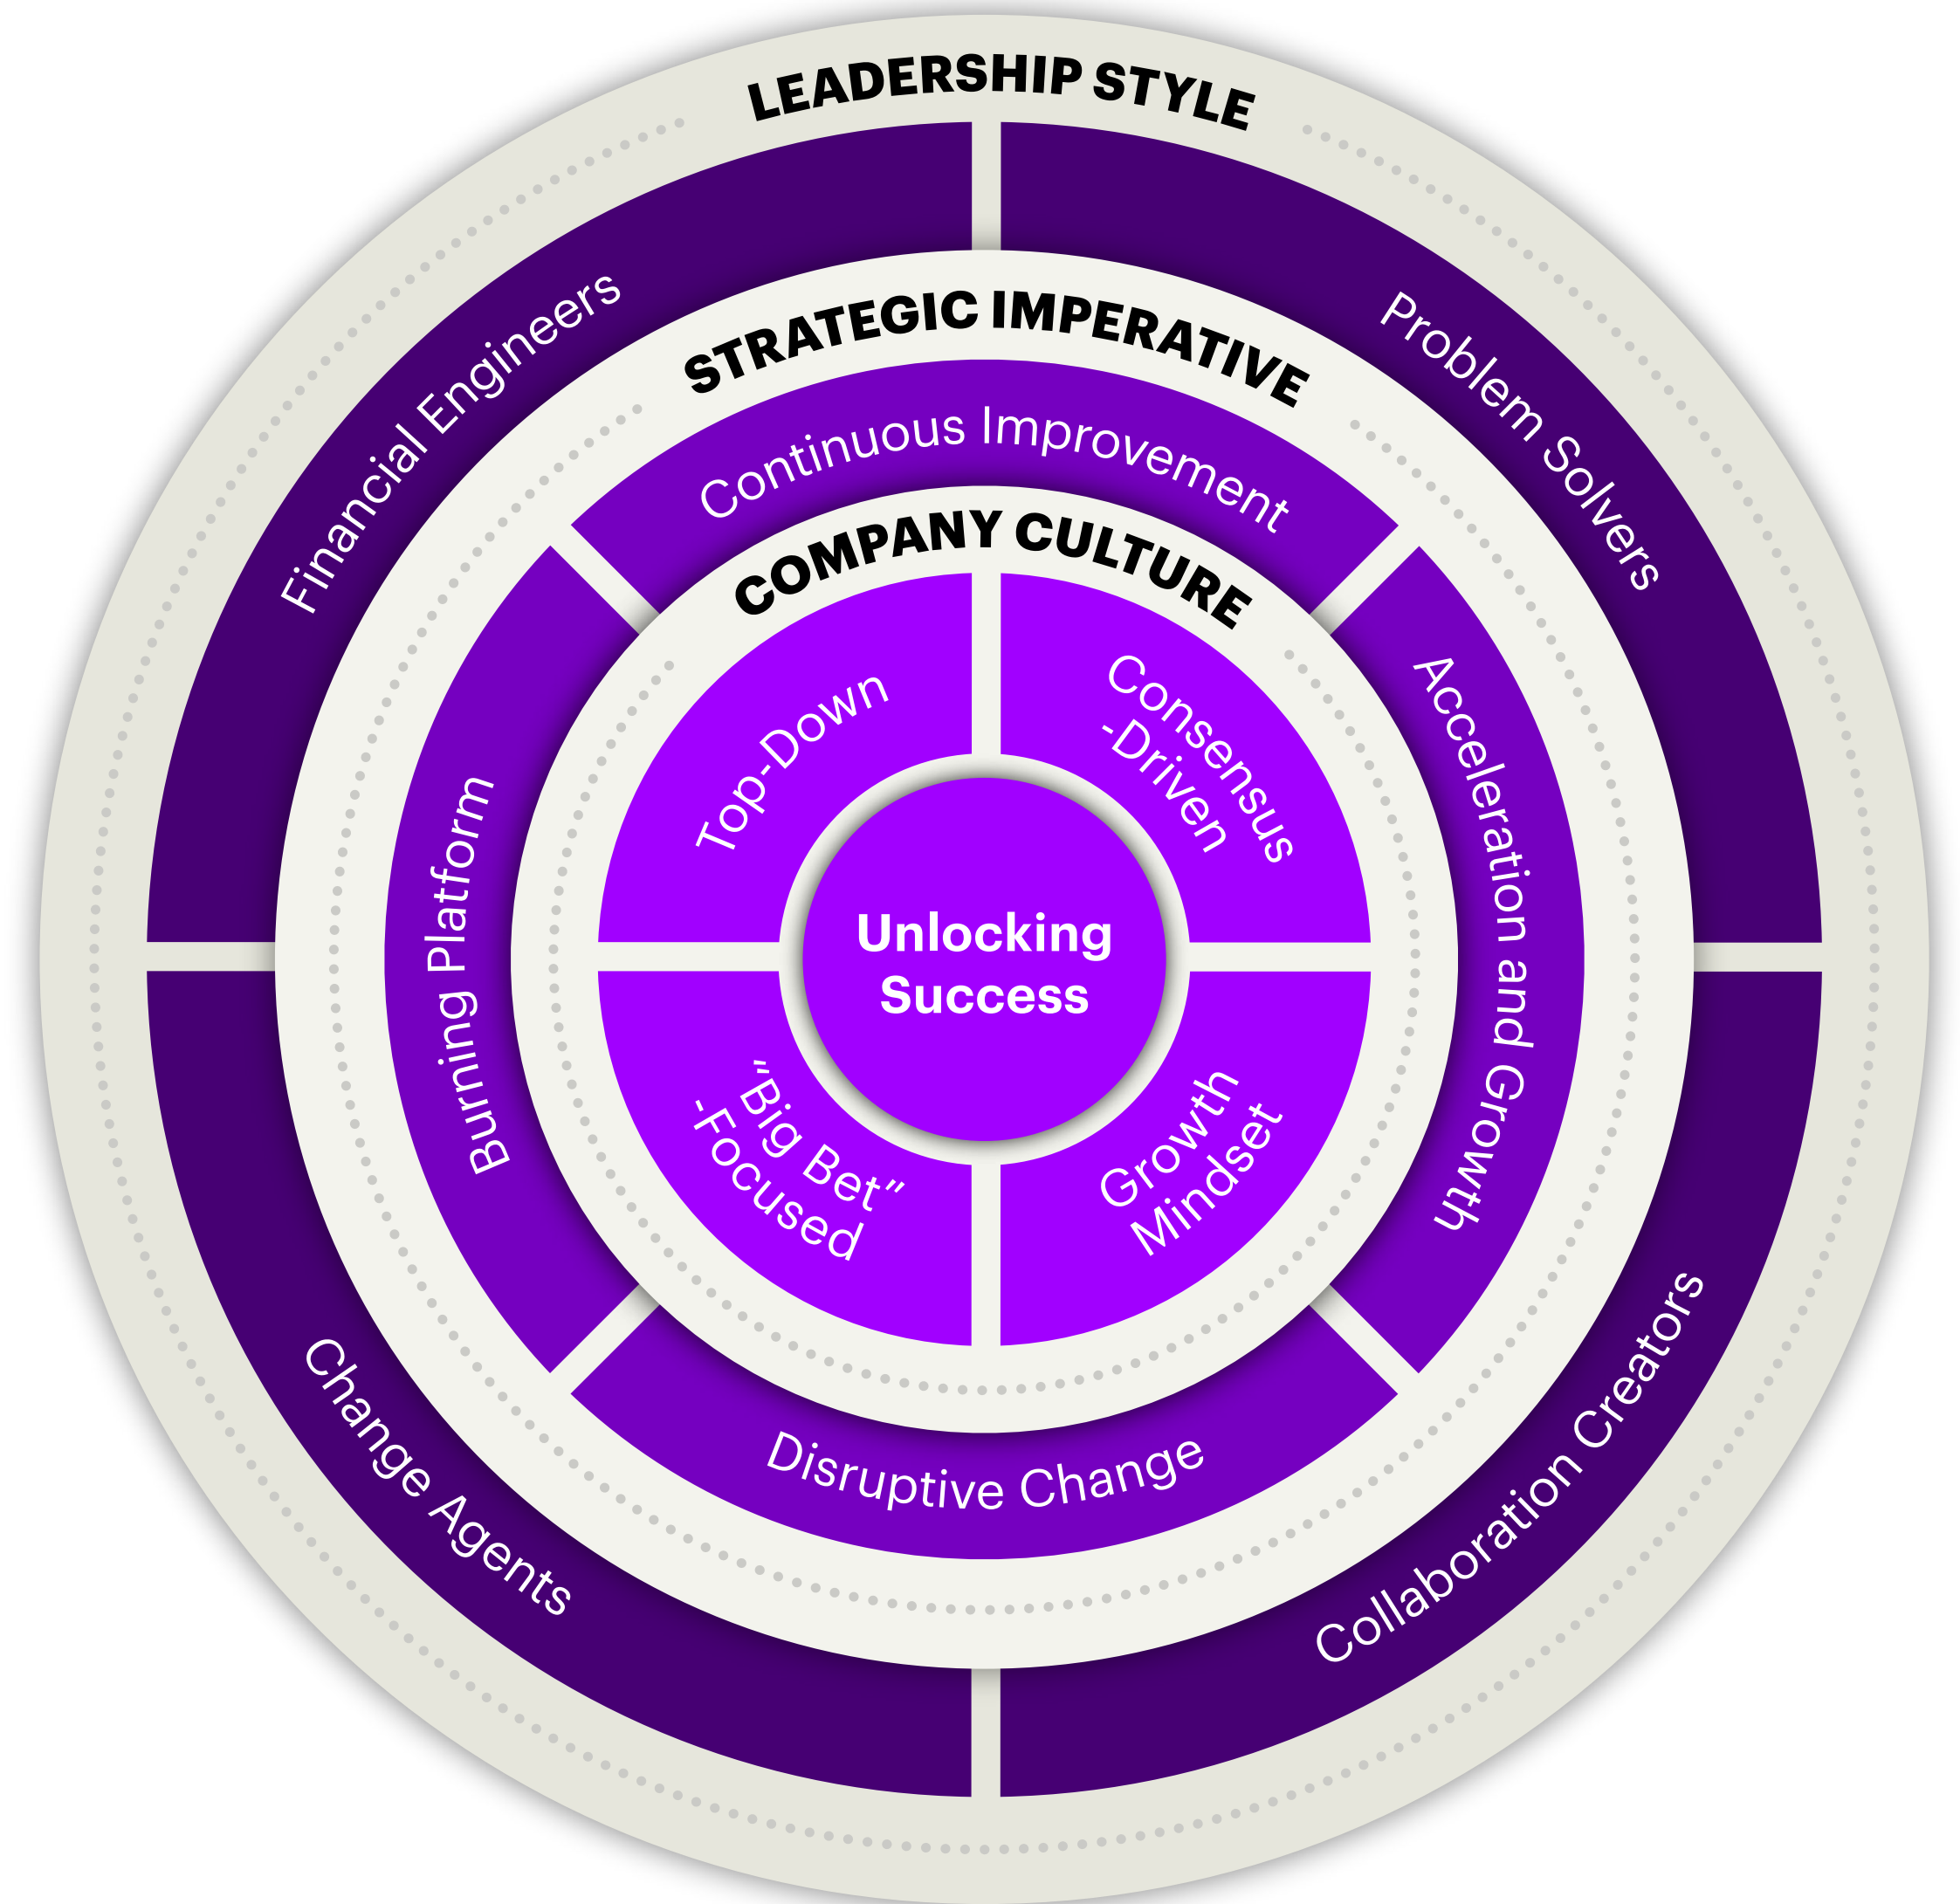 LEADERSHIP STYLE
Financial Engineers
Problem Solvers
Change Agents
Collaboration Creators
STRATEGIC IMPERATIVE
Continuous Improvement
Burning Platform
Acceleration and Growth
Disruptive Change
COMPANY CULTURE
Top-Down
Consensus
-Driven
"Big Bet"
-Focused
Growth
Mindset
Unlocking
Success